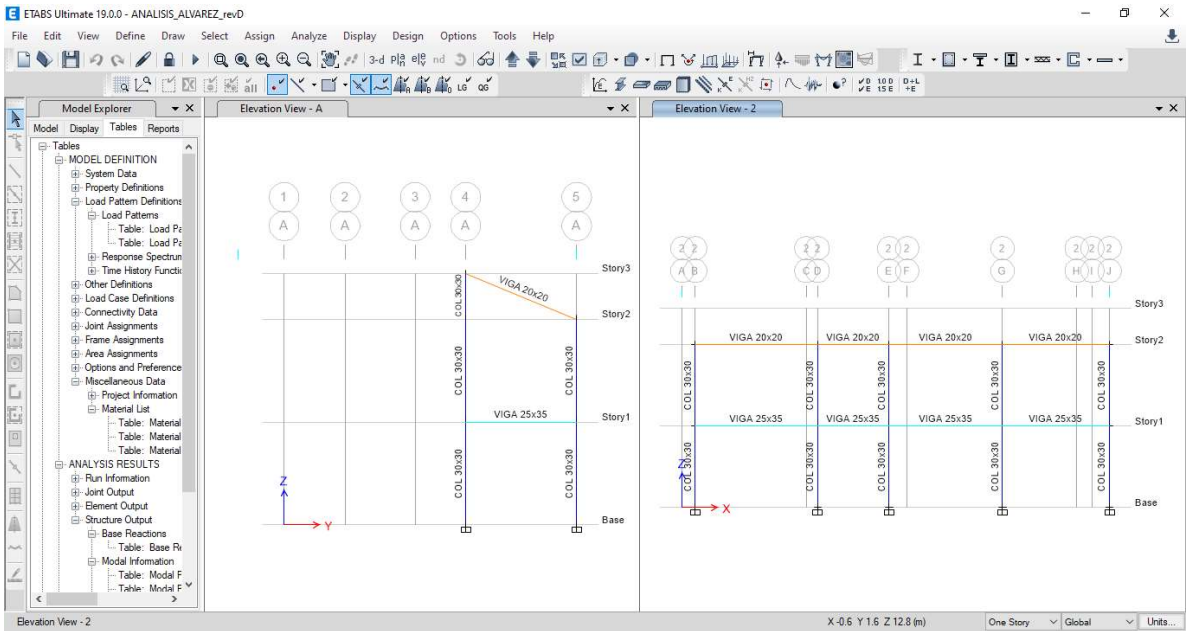 ETABS Ultimate 19.0.0 - ANALISIS_ALVAREZ_revD
File Edit View Define Draw Select Assign Analyze Display Design Options Tools Help
3-d
nd
all
Model Explorer
Model Display Tables Reports
Tables
MODEL DEFINITION
System Data
Property Definitions
Load Pattern Definitions
Load Patterns
Table: Load Pa
Table: Load Pa
Response Spectrun
Time History Functio
Other Definitions
Load Case Definitions
Connectivity Data
Joint Assignments
Frame Assignments
Area Assignments
Options and Preference
Miscellaneous Data
Project Information
Material List
Table: Material
Table: Material
Table: Material
ANALYSIS RESULTS
Run Information
Joint Output
Element Output
Structure Output
Base Reactions
Table: Base Re
Modal Information
Table: Modal F
Table: Modal F
Elevation View - A
1 2 3 4 5
A A A A A
Story3
VIGA 20x20
COL 30x30
Story2
COL 30x30 COL 30x30
VIGA 25x35
Story1
COL 30x30 COL 30x30
Z
Y
Base
Elevation View - 2
2 2 2 2 2 2 2 2 2 2
A B C D E F G H I J
Story3
VIGA 20x20 VIGA 20x20 VIGA 20x20 VIGA 20x20
Story2
COL 30x30 COL 30x30 COL 30x30 COL 30x30 COL 30x30
VIGA 25x35 VIGA 25x35 VIGA 25x35 VIGA 25x35
Story1
COL 30x30 COL 30x30 COL 30x30 COL 30x30 COL 30x30
Z
X
Base
Elevation View - 2
X -0.6 Y 1.6 Z 12.8 (m)
One Story
Global
Units...